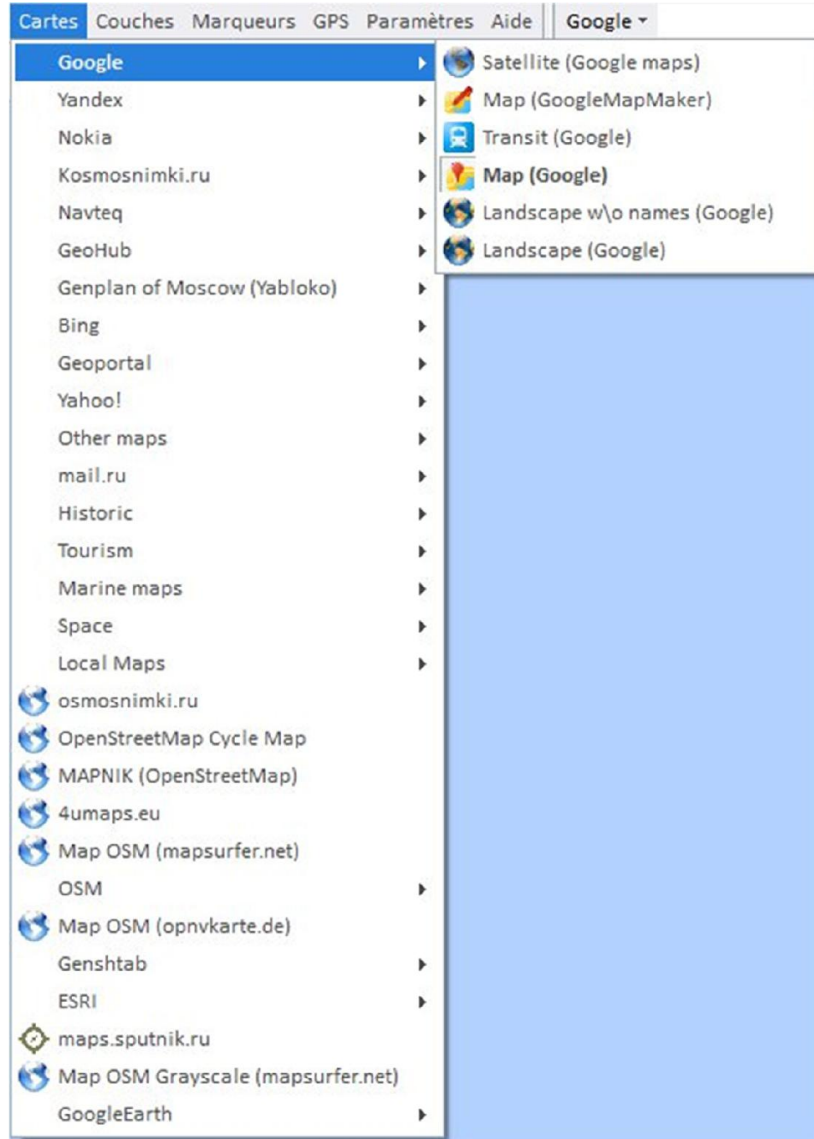 Cartes Couches Marqueurs GPS Paramètres Aide Google
Google
Yandex
Nokia
Kosmosnimki.ru
Navteq
GeoHub
Genplan of Moscow (Yabloko)
Bing
Geoportal
Yahoo!
Other maps
mail.ru
Historic
Tourism
Marine maps
Space
Local Maps
osmosnimki.ru
OpenStreetMap Cycle Map
MAPNIK (OpenStreetMap)
4umaps.eu
Map OSM (mapsurfer.net)
OSM
Map OSM (opnvkarte.de)
Genshtab
ESRI
maps.sputnik.ru
Map OSM Grayscale (mapsurfer.net)
GoogleEarth
Satellite (Google maps)
Map (GoogleMapMaker)
Transit (Google)
Map (Google)
Landscape w\o names (Google)
Landscape (Google)